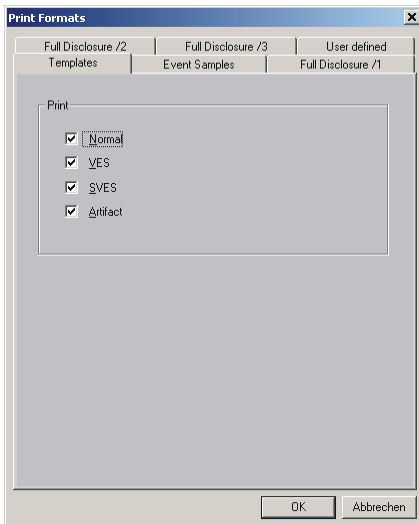 Print Formats
Full Disclosure /2 Full Disclosure /3 User defined
Templates Event Samples Full Disclosure /1
Print
Normal
VES
SVES
Artifact
OK Abbrechen